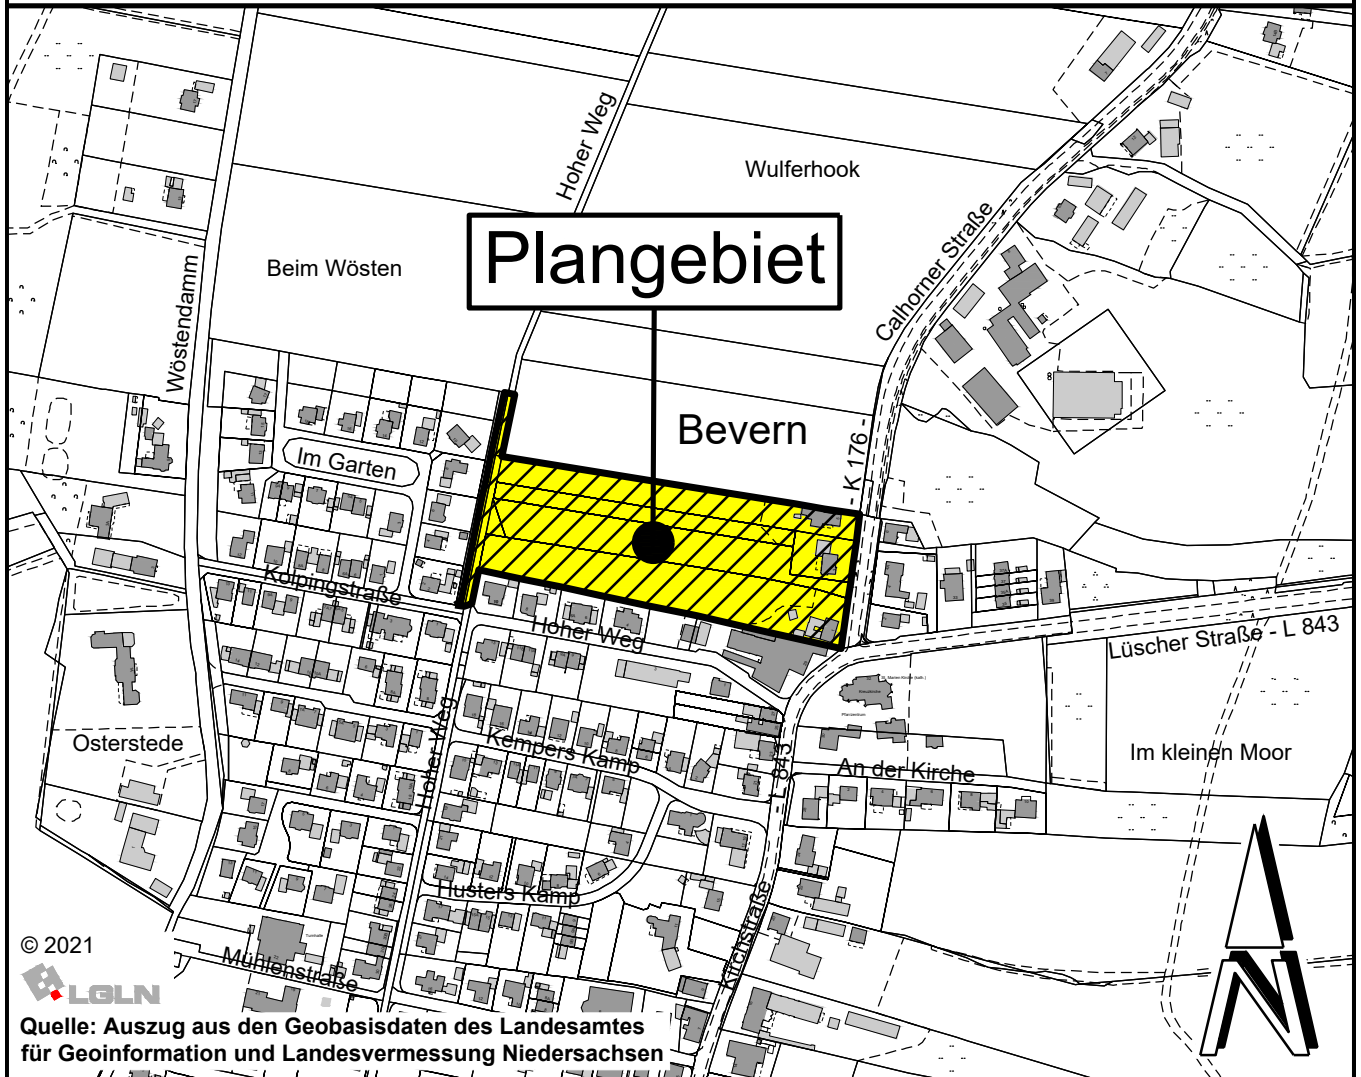 Hoher Weg
Wulferhook
Calhorner Straße
Plangebiet
Beim Wösten
Wöstendamm
Bevern
- K 176 -
Im Garten
Kolpingstraße
Hoher Weg
Lüscher Straße - L 843
Hoher Weg
Kempers Kamp
- L 843
Osterstede
An der Kirche
Im kleinen Moor
Husters Kamp
Kirchstraße
Mühlenstraße
© 2021
LGLN
Quelle: Auszug aus den Geobasisdaten des Landesamtes
für Geoinformation und Landesvermessung Niedersachsen